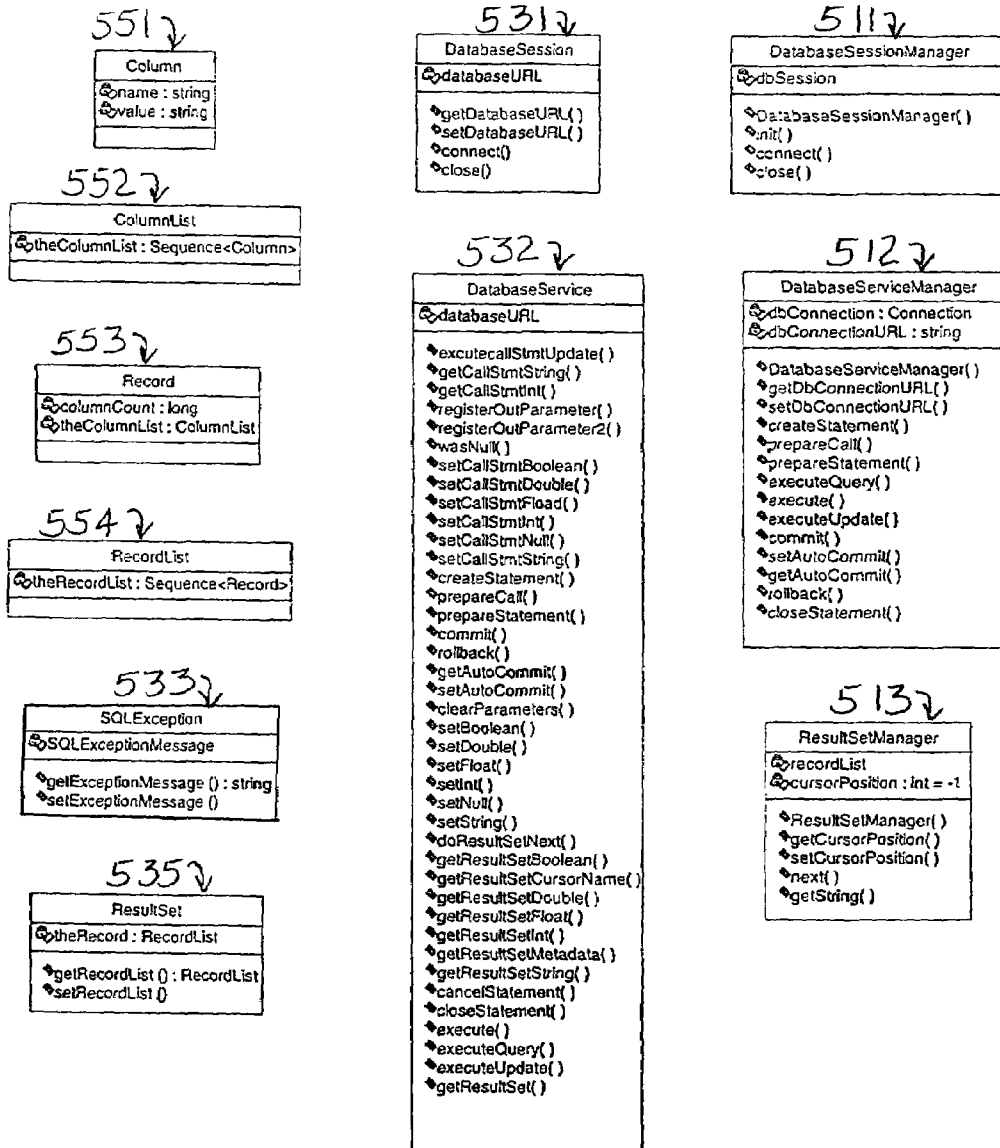 551
Column
name : string
value : string
552
ColumnList
theColumnList : Sequence<Column>
553
Record
columnCount : long
theColumnList : ColumnList
554
RecordList
theRecordList : Sequence<Record>
533
SQLException
SQLExceptionMessage
getExceptionMessage () : string
setExceptionMessage ()
535
ResultSet
theRecord : RecordList
getRecordList () : RecordList
setRecordList ()
531
DatabaseSession
databaseURL
getDatabaseURL( )
setDatabaseURL( )
connect()
close()
532
DatabaseService
databaseURL
excutecallStmtUpdate( )
getCallStmtString( )
getCallStmtInt( )
registerOutParameter( )
registerOutParameter2( )
wasNull( )
setCallStmtBoolean( )
setCallStmtDouble( )
setCallStmtFload( )
setCallStmtInt( )
setCallStmtNull( )
setCallStmtString( )
createStatement( )
prepareCall( )
prepareStatement( )
commit( )
rollback( )
getAutoCommit( )
setAutoCommit( )
clearParameters( )
setBoolean( )
setDouble( )
setFloat( )
setInt( )
setNull( )
setString( )
doResultSetNext( )
getResultSetBoolean( )
getResultSetCursorName( )
getResultSetDouble( )
getResultSetFloat( )
getResultSetInt( )
getResultSetMetadata( )
getResultSetString( )
cancelStatement( )
closeStatement( )
execute( )
executeQuery( )
executeUpdate( )
getResultSet( )
511
DatabaseSessionManager
dbSession
DatabaseSessionManager( )
init( )
connect( )
close( )
512
DatabaseServiceManager
dbConnection : Connection
dbConnectionURL : string
DatabaseServiceManager( )
getDbConnectionURL( )
setDbConnectionURL( )
createStatement( )
prepareCall( )
prepareStatement( )
executeQuery( )
execute( )
executeUpdate( )
commit( )
setAutoCommit( )
getAutoCommit( )
rollback( )
closeStatement( )
513
ResultSetManager
recordList
cursorPosition : int = -1
ResultSetManager( )
getCursorPosition( )
setCursorPosition( )
next( )
getString( )